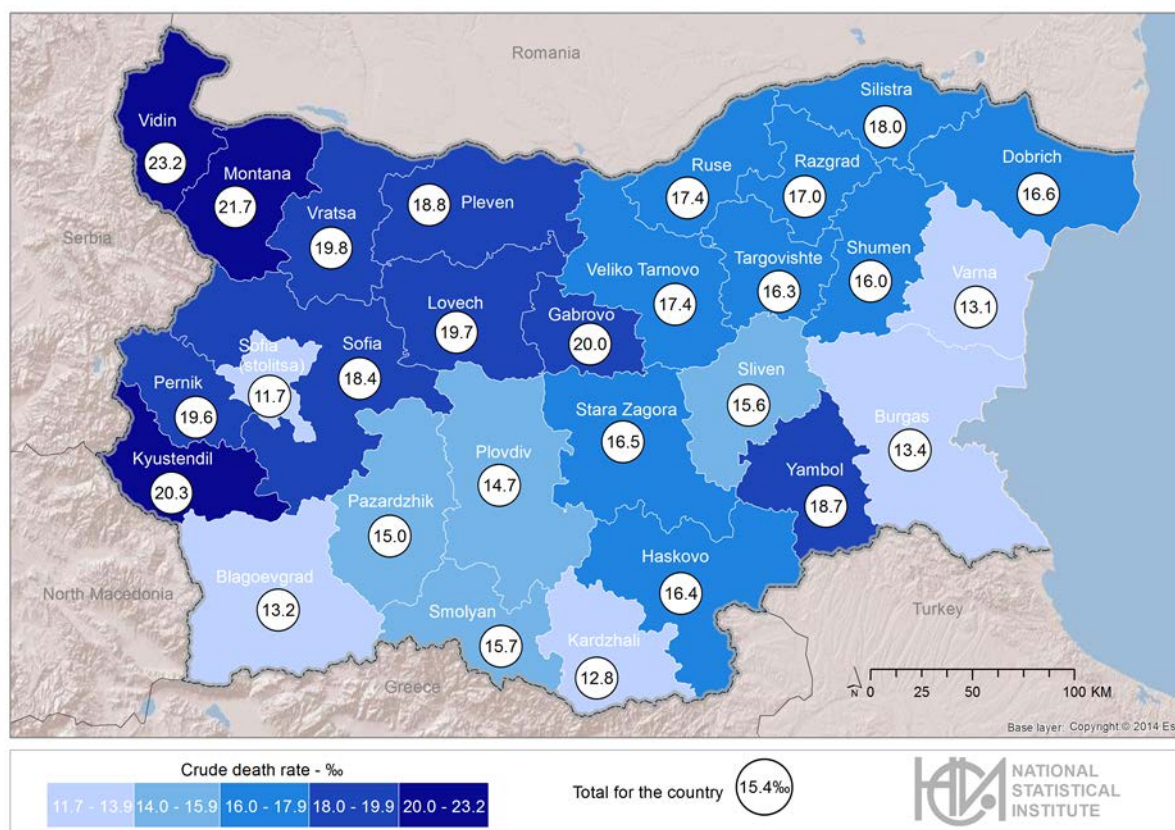 Romania
Silistra
18.0
Vidin
23.2
Dobrich
16.6
Ruse
17.4
Razgrad
17.0
Montana
21.7
18.8 Pleven
Vratsa
19.8
Serbia
Shumen
16.0
Targovishte
16.3
Veliko Tarnovo
17.4
Varna
13.1
Lovech
19.7
Gabrovo
20.0
Sofia
(stolitsa)
11.7
Sofia
18.4
Pernik
19.6
Sliven
15.6
Stara Zagora
16.5
Burgas
13.4
Kyustendil
20.3
Plovdiv
14.7
Yambol
18.7
Pazardzhik
15.0
Haskovo
16.4
Blagoevgrad
13.2
North Macedonia
Smolyan
15.7
Turkey
Kardzhali
12.8
Greece
N
0 25 50 100 KM
Base layer: Copyright © 2014 Es
Crude death rate - ‰
11.7 - 13.9 14.0 - 15.9 16.0 - 17.9 18.0 - 19.9 20.0 - 23.2
Total for the country 15.4‰
NATIONAL
STATISTICAL
INSTITUTE